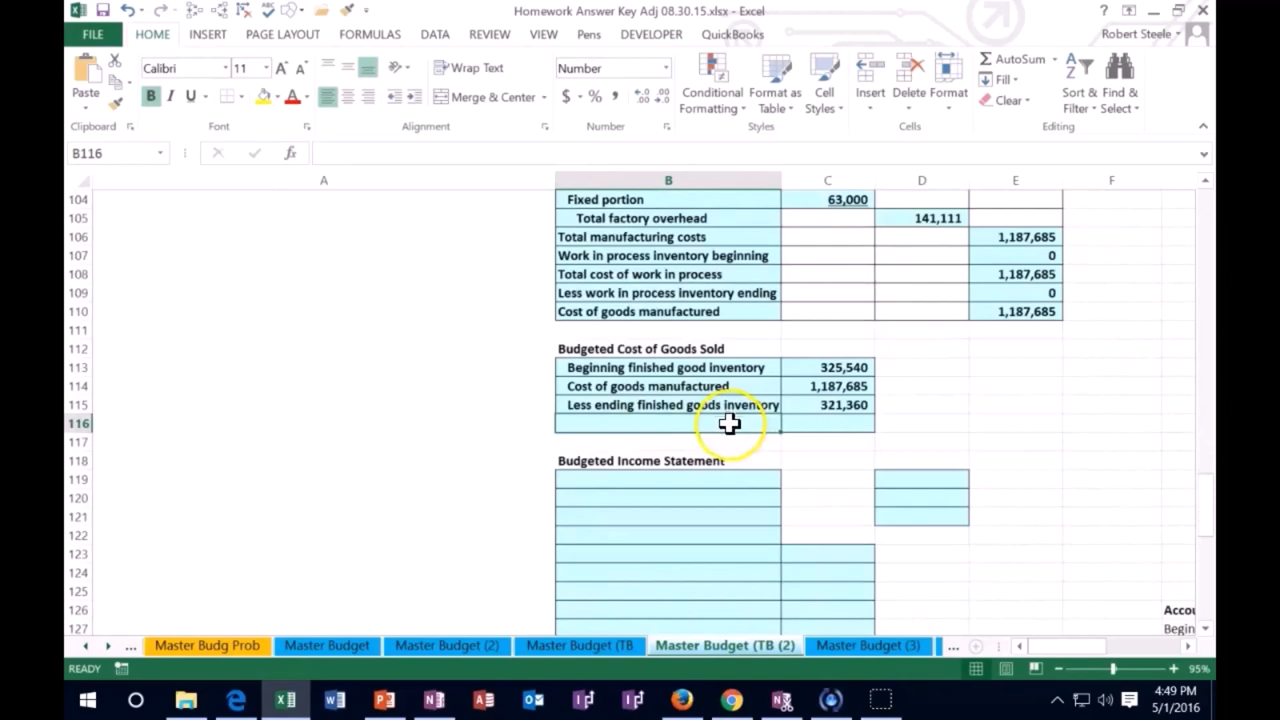 Homework Answer Key Adj 08.30.15.xlsx - Excel
FILE HOME INSERT PAGE LAYOUT FORMULAS DATA REVIEW VIEW Pens DEVELOPER QuickBooks Robert Steele
Paste
Calibri 11
Wrap Text
Merge & Center
Number
$ % ,
Conditional Formatting
Format as Table
Cell Styles
Insert
Delete
Format
AutoSum
Fill
Clear
Sort & Filter
Find & Select
Clipboard Font Alignment Number Styles Cells Editing
B116 fx
A B C D E F
104 Fixed portion 63,000
105 Total factory overhead 141,111
106 Total manufacturing costs 1,187,685
107 Work in process inventory beginning 0
108 Total cost of work in process 1,187,685
109 Less work in process inventory ending 0
110 Cost of goods manufactured 1,187,685
111
112 Budgeted Cost of Goods Sold
113 Beginning finished good inventory 325,540
114 Cost of goods manufactured 1,187,685
115 Less ending finished goods inventory 321,360
116
117
118 Budgeted Income Statement
119
120
121
122
123
124
125
126 Accou
127 Begin
... Master Budg Prob Master Budget Master Budget (2) Master Budget (TB Master Budget (TB (2) Master Budget (3) ...
READY 95%
4:49 PM
5/1/2016